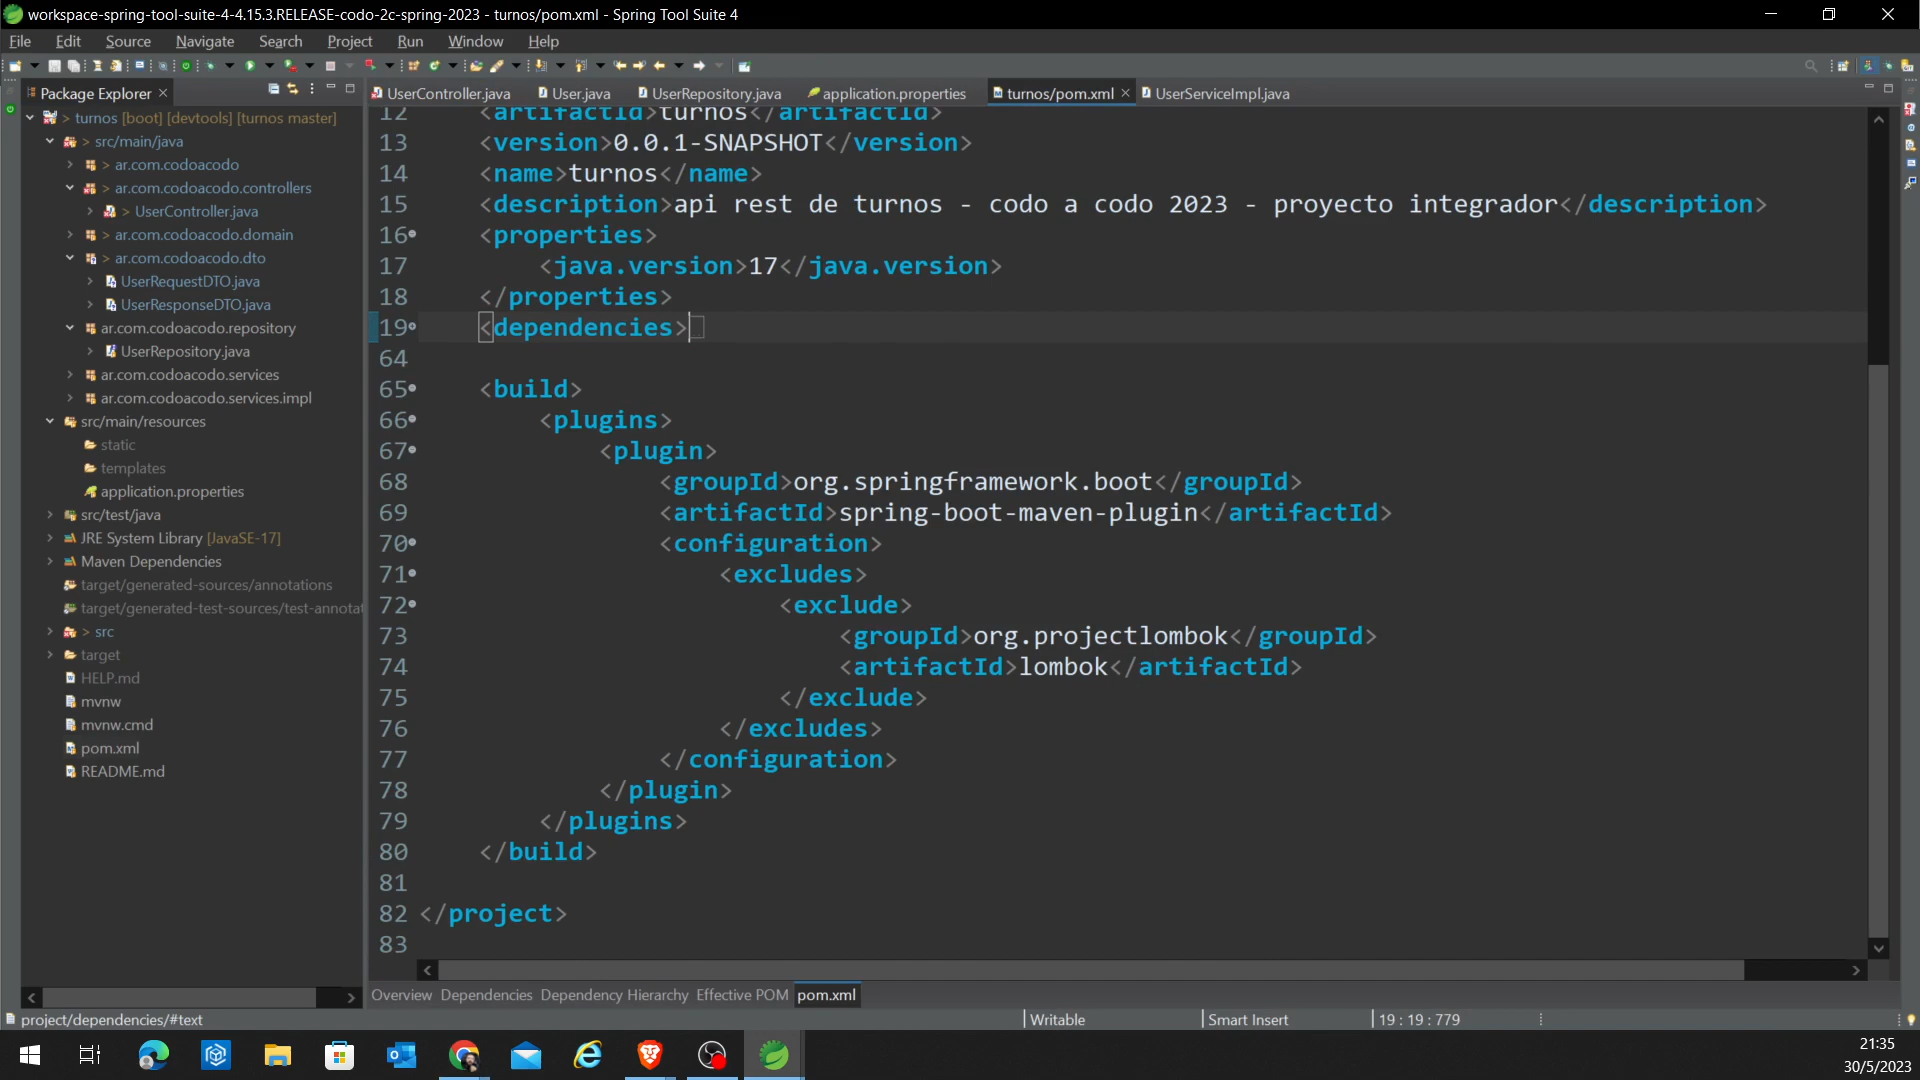 workspace-spring-tool-suite-4-4.15.3.RELEASE-codo-2c-spring-2023 - turnos/pom.xml - Spring Tool Suite 4
File Edit Source Navigate Search Project Run Window Help
Package Explorer
UserController.java User.java UserRepository.java application.properties turnos/pom.xml UserServiceImpl.java
> turnos [boot] [devtools] [turnos master]
> src/main/java
> ar.com.codoacodo
> ar.com.codoacodo.controllers
> UserController.java
> ar.com.codoacodo.domain
> ar.com.codoacodo.dto
UserRequestDTO.java
UserResponseDTO.java
ar.com.codoacodo.repository
UserRepository.java
ar.com.codoacodo.services
ar.com.codoacodo.services.impl
src/main/resources
static
templates
application.properties
src/test/java
JRE System Library [JavaSE-17]
Maven Dependencies
target/generated-sources/annotations
target/generated-test-sources/test-annotat
> src
target
HELP.md
mvnw
mvnw.cmd
pom.xml
README.md
12 <artifactId>turnos</artifactId>
13 <version>0.0.1-SNAPSHOT</version>
14 <name>turnos</name>
15 <description>api rest de turnos - codo a codo 2023 - proyecto integrador</description>
16 <properties>
17 <java.version>17</java.version>
18 </properties>
19 <dependencies>
64
65 <build>
66 <plugins>
67 <plugin>
68 <groupId>org.springframework.boot</groupId>
69 <artifactId>spring-boot-maven-plugin</artifactId>
70 <configuration>
71 <excludes>
72 <exclude>
73 <groupId>org.projectlombok</groupId>
74 <artifactId>lombok</artifactId>
75 </exclude>
76 </excludes>
77 </configuration>
78 </plugin>
79 </plugins>
80 </build>
81
82 </project>
83
Overview Dependencies Dependency Hierarchy Effective POM pom.xml
project/dependencies/#text Writable Smart Insert 19 : 19 : 779
21:35
30/5/2023